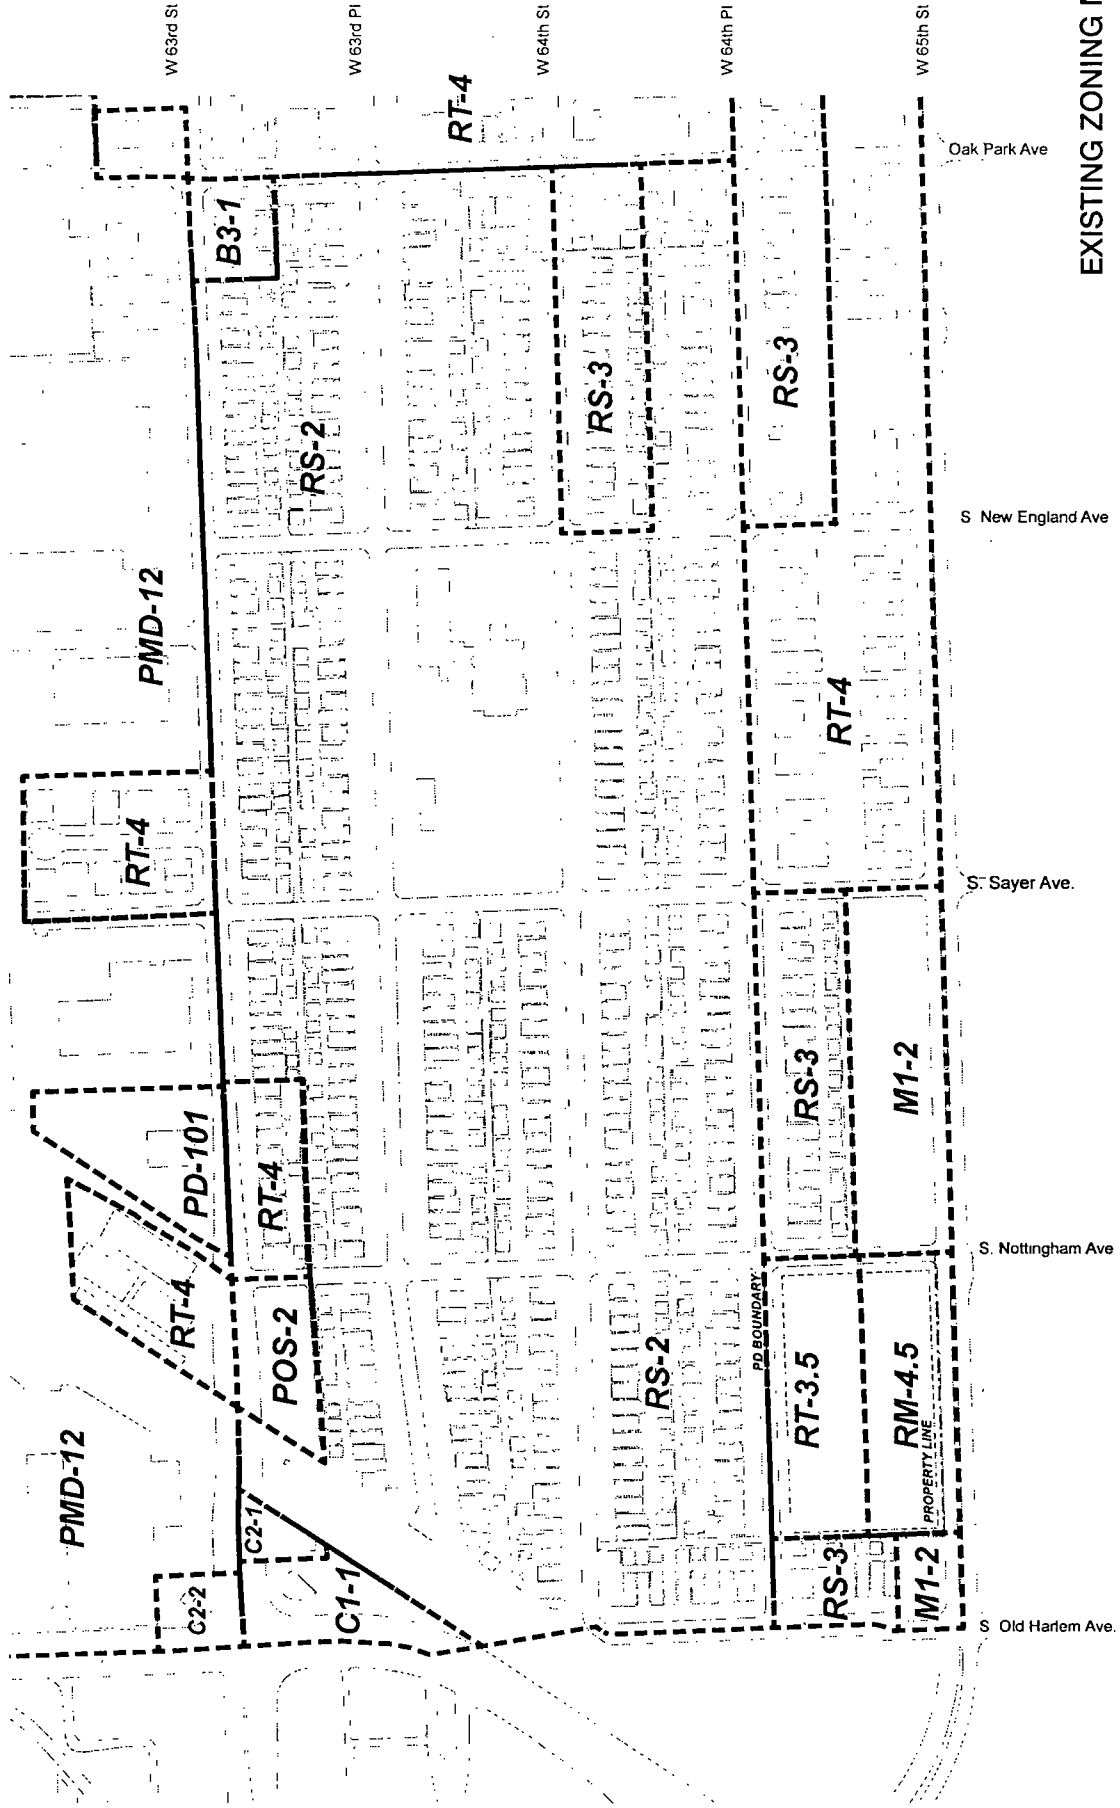 W 63rd St
W 63rd Pl
W 64th St
W 64th Pl
W 65th St
EXISTING ZONING
Oak Park Ave
S New England Ave
S. Sayer Ave.
S. Nottingham Ave
S Old Harlem Ave.
RT-4
B3-1
RS-2
RS-3
RS-3
PMD-12
RT-4
RT-4
PD-101
RT-4
RS-3
M1-2
RT-4
POS-2
RS-2
PD BOUNDARY
RT-3.5
RM-4.5
PROPERTY LINE
PMD-12
C2-1
C2-2
C1-1
RS-3
M1-2